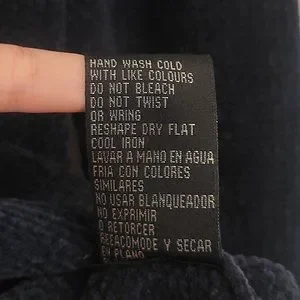 HAND WASH COLD
WITH LIKE COLOURS
DO NOT BLEACH
DO NOT TWIST
OR WRING
RESHAPE DRY FLAT
COOL IRON
LAVAR A MANO EN AGUA
FRIA CON COLORES
SIMILARES
NO USAR BLANQUEADOR
NO EXPRIMIR
O RETORCER
REACOMODE Y SECAR
EN PLANO